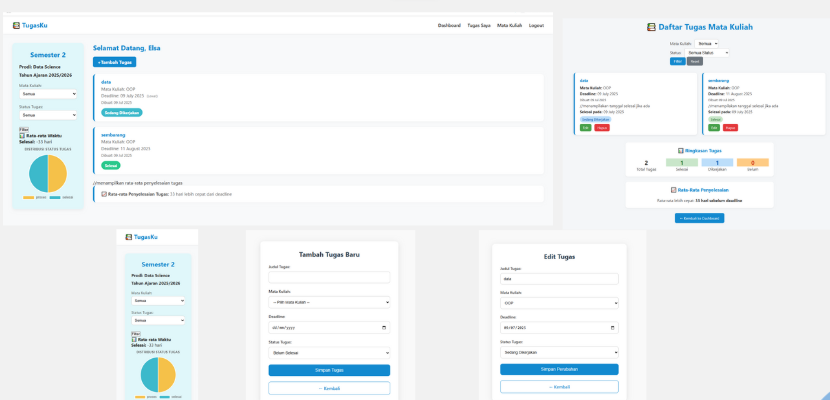 TugasKu
Dashboard Tugas Saya Mata Kuliah Logout
Semester 2
Prodi: Data Science
Tahun Ajaran 2025/2026
Mata Kuliah:
Semua
Status Tugas:
Semua
Filter
Rata-rata Waktu
Selesai: -33 hari
DISTRIBUSI STATUS TUGAS
proses selesai
Selamat Datang, Elsa
+ Tambah Tugas
data
Mata Kuliah: OOP
Deadline: 09 July 2025
Dibuat: 09 Jul 2025
Sedang Dikerjakan
sembarang
Mata Kuliah: OOP
Deadline: 11 August 2025
Dibuat: 09 Jul 2025
Selesai
//menampilkan rata-rata penyelesaian tugas
Rata-rata Penyelesaian Tugas: 33 hari lebih cepat dari deadline
Daftar Tugas Mata Kuliah
Mata Kuliah: Semua
Status: Semua Status
Filter Reset
data
Mata Kuliah: OOP
Deadline: 09 July 2025
Dibuat: 09 Jul 2025
//menampilkan tanggal selesai jika ada
Selesai pada: 09 July 2025
Sedang Dikerjakan
Edit Hapus
sembarang
Mata Kuliah: OOP
Deadline: 11 August 2025
Dibuat: 09 Jul 2025
//menampilkan tanggal selesai jika ada
Selesai pada: 09 July 2025
Selesai
Edit Hapus
Ringkasan Tugas
2 1 1 0
Total Tugas Selesai Dikerjakan Belum
Rata-Rata Penyelesaian
Rata-rata lebih cepat 33 hari sebelum deadline
← Kembali ke Dashboard
TugasKu
Semester 2
Prodi: Data Science
Tahun Ajaran 2025/2026
Mata Kuliah:
Semua
Status Tugas:
Semua
Filter
Rata-rata Waktu
Selesai: -33 hari
DISTRIBUSI STATUS TUGAS
proses selesai
Tambah Tugas Baru
Judul Tugas:
Mata Kuliah:
-- Pilih Mata Kuliah --
Deadline:
dd/mm/yyyy
Status Tugas:
Belum Selesai
Simpan Tugas
← Kembali
Edit Tugas
Judul Tugas:
data
Mata Kuliah:
OOP
Deadline:
09/07/2025
Status Tugas:
Sedang Dikerjakan
Simpan Perubahan
← Kembali